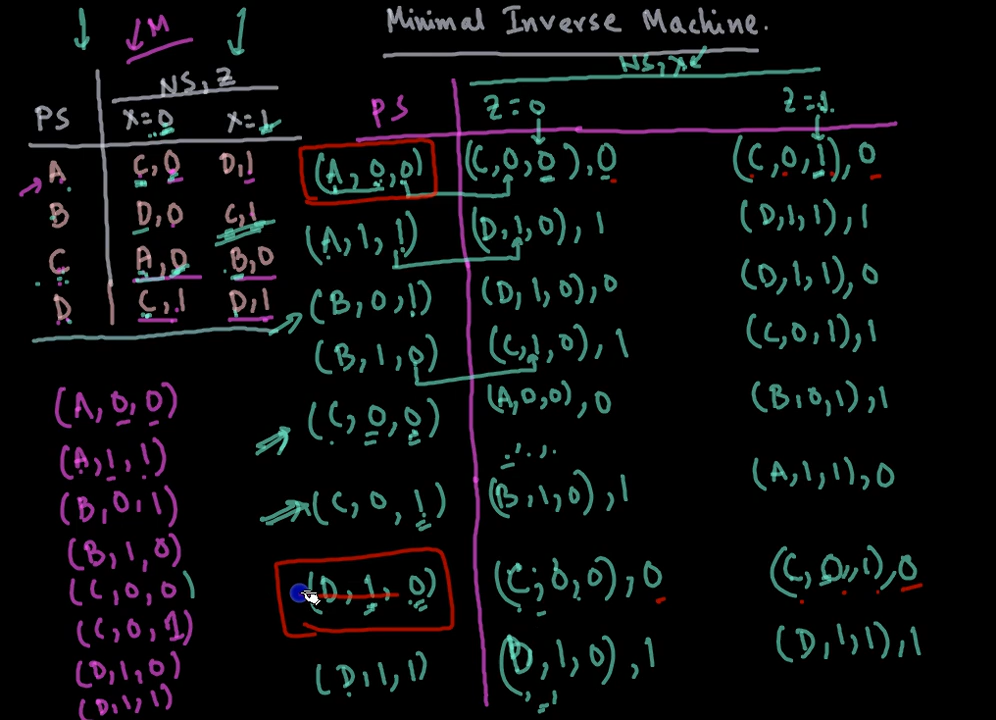 Minimal Inverse Machine.
M
NS, Z
PS X=0 X=1
A C,0 D,1
B D,0 C,1
C A,0 B,0
D C,1 D,1
(A, 0, 0)
(A, 1, 1)
(B, 0, 1)
(B, 1, 0)
(C, 0, 0)
(C, 0, 1)
(D, 1, 0)
(D, 1, 1)
NS, X
PS Z=0 Z=1.
(A, 0, 0) (C, 0, 0), 0 (C, 0, 1), 0
(A, 1, 1) (D, 1, 0), 1 (D, 1, 1), 1
(B, 0, 1) (D, 1, 0), 0 (D, 1, 1), 0
(B, 1, 0) (C, 1, 0), 1 (C, 0, 1), 1
(C, 0, 0) (A, 0, 0), 0 (B, 0, 1), 1
(C, 0, 1) (B, 1, 0), 1 (A, 1, 1), 0
(D, 1, 0) (C, 0, 0), 0 (C, 0, 1), 0
(D, 1, 1) (D, 1, 0), 1 (D, 1, 1), 1